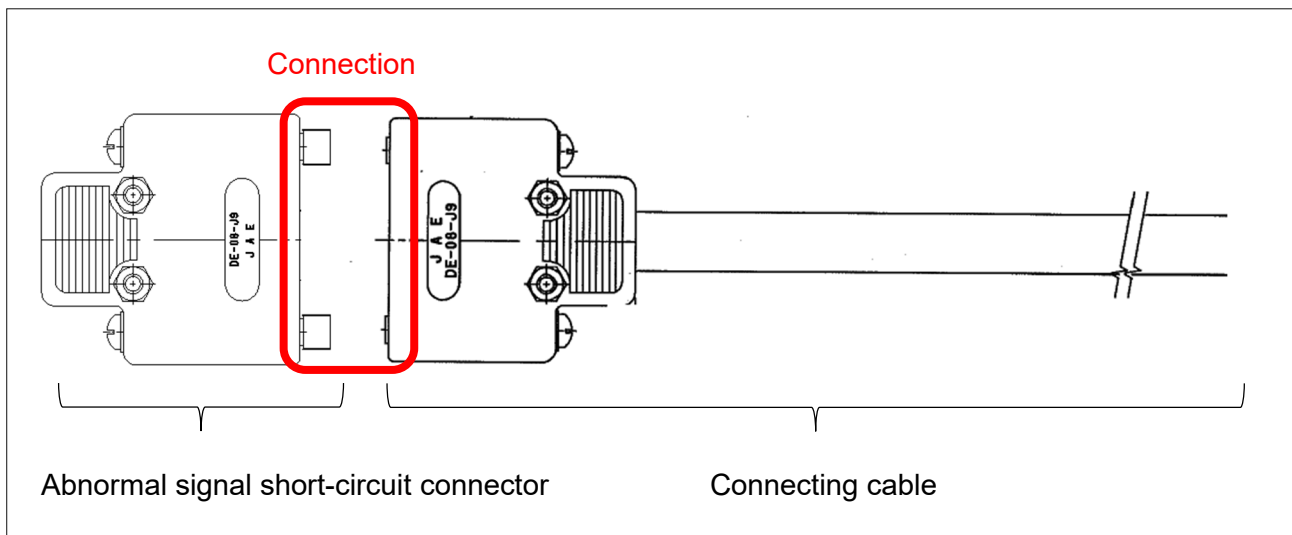 Connection
DE-08-J9
J A E
J A E
DE-08-J9
Abnormal signal short-circuit connector
Connecting cable